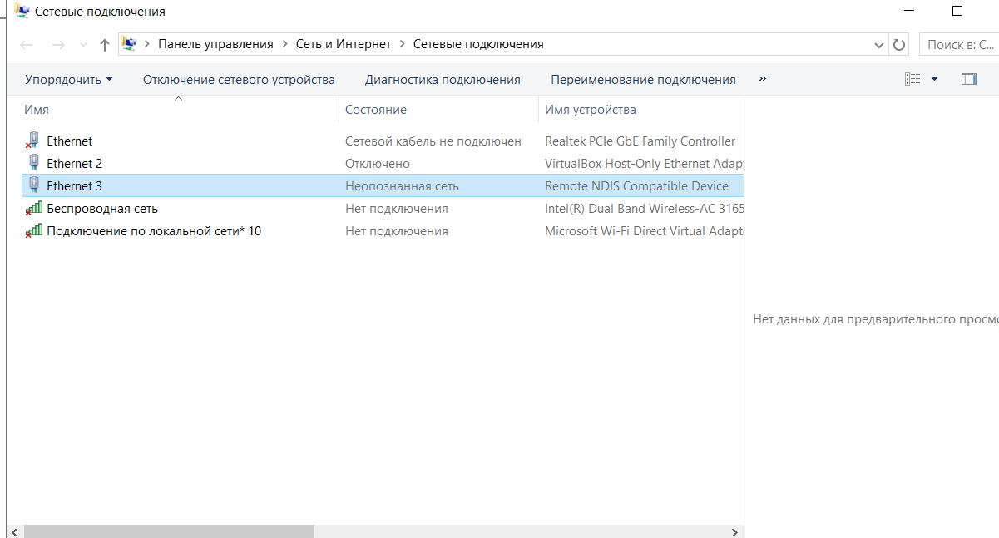 Сетевые подключения
Панель управления > Сеть и Интернет > Сетевые подключения
Поиск в: С...
Упорядочить Отключение сетевого устройства Диагностика подключения Переименование подключения »
Имя Состояние Имя устройства
Ethernet Сетевой кабель не подключен Realtek PCIe GbE Family Controller
Ethernet 2 Отключено VirtualBox Host-Only Ethernet Adap
Ethernet 3 Неопознанная сеть Remote NDIS Compatible Device
Беспроводная сеть Нет подключения Intel(R) Dual Band Wireless-AC 3165
Подключение по локальной сети* 10 Нет подключения Microsoft Wi-Fi Direct Virtual Adapt
Нет данных для предварительного просм